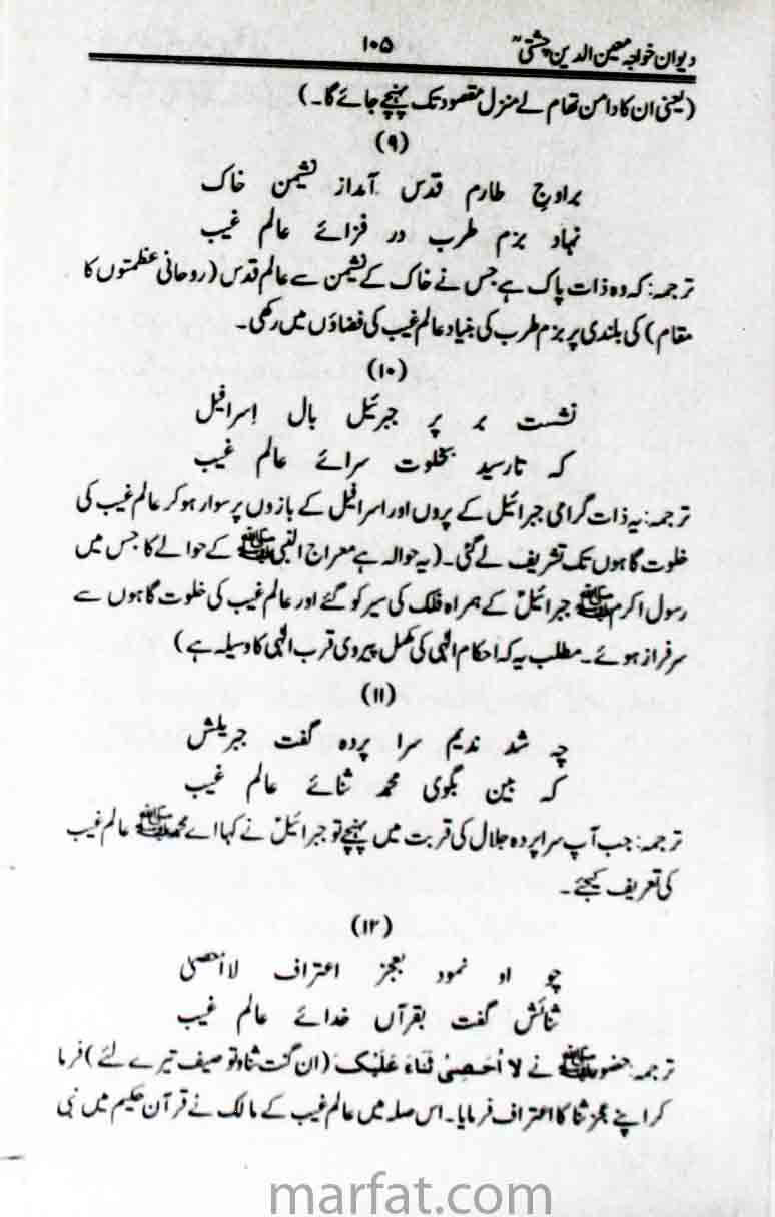 دیوان خواجہ معین الدین چشتیؒ ۱۰۵
(یعنی ان کا دامن تھام لے منزل مقصود تک پہنچ جائے گا۔)
(۹)
براوج طارم قدس آمداز نشیمن خاک
نہاد بزم طرب در فزائے عالم غیب
ترجمہ: کہ وہ ذات پاک ہے جس نے خاک کے نشیمن سے عالم قدس (روحانی عظمتوں کا
مقام) کی بلندی پر بزم طرب کی بنیاد عالم غیب کی فضاؤں میں رکھی۔
(۱۰)
نشست بر پر جبرئیل بال اِسرافیل
کہ تارسید بخلوت سرائے عالم غیب
ترجمہ: یہ ذات گرامی جبرائیل کے پروں اور اسرافیل کے بازوں پر سوار ہوکر عالم غیب کی
خلوت گاہوں تک تشریف لے گئی۔ (یہ حوالہ ہے معراج النبی ﷺ کے حوالے کا جس میں
رسول اکرم ﷺ جبرائیلؑ کے ہمراہ فلک کی سیر کو گئے اور عالم غیب کی خلوت گاہوں سے
سرفراز ہوئے۔ مطلب یہ کہ احکام الٰہی کی مکمل پیروی قرب الٰہی کا وسیلہ ہے)
(۱۱)
چہ شد ندیم سرا پردہ گفت جبریلش
کہ بین بگوی محمد ثنائے عالم غیب
ترجمہ: جب آپ سراپردہ جلال کی قربت میں پہنچے تو جبرائیلؑ نے کہا اے محمد ﷺ عالم غیب
کی تعریف کیجئے۔
(۱۲)
چو او نمود بعجز اعتراف لااُحصیٰ
ثنائش گفت بقرآں خدائے عالم غیب
ترجمہ: حضور ﷺ نے لا اُحصِیْ ثَنَاءً عَلَیْکَ (ان گنت ثناء و توصیف تیرے لئے) فرما
کر اپنے عجز ثنا کا اعتراف فرمایا۔ اس صلہ میں عالم غیب کے مالک نے قرآن حکیم میں نبی
marfat.com